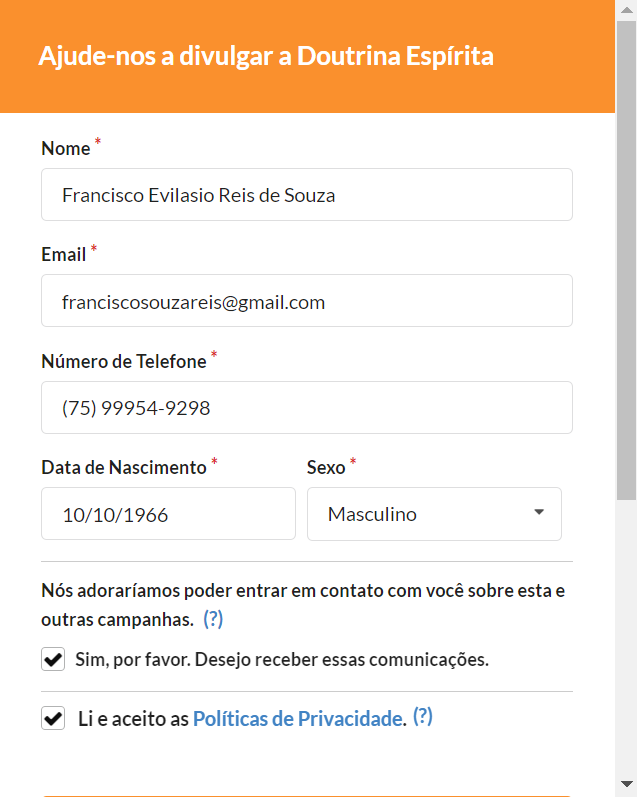 Ajude-nos a divulgar a Doutrina Espírita
Nome *
Francisco Evilasio Reis de Souza
Email *
franciscosouzareis@gmail.com
Número de Telefone *
(75) 99954-9298
Data de Nascimento * Sexo *
10/10/1966 Masculino
Nós adoraríamos poder entrar em contato com você sobre esta e
outras campanhas. (?)
Sim, por favor. Desejo receber essas comunicações.
Li e aceito as Políticas de Privacidade. (?)